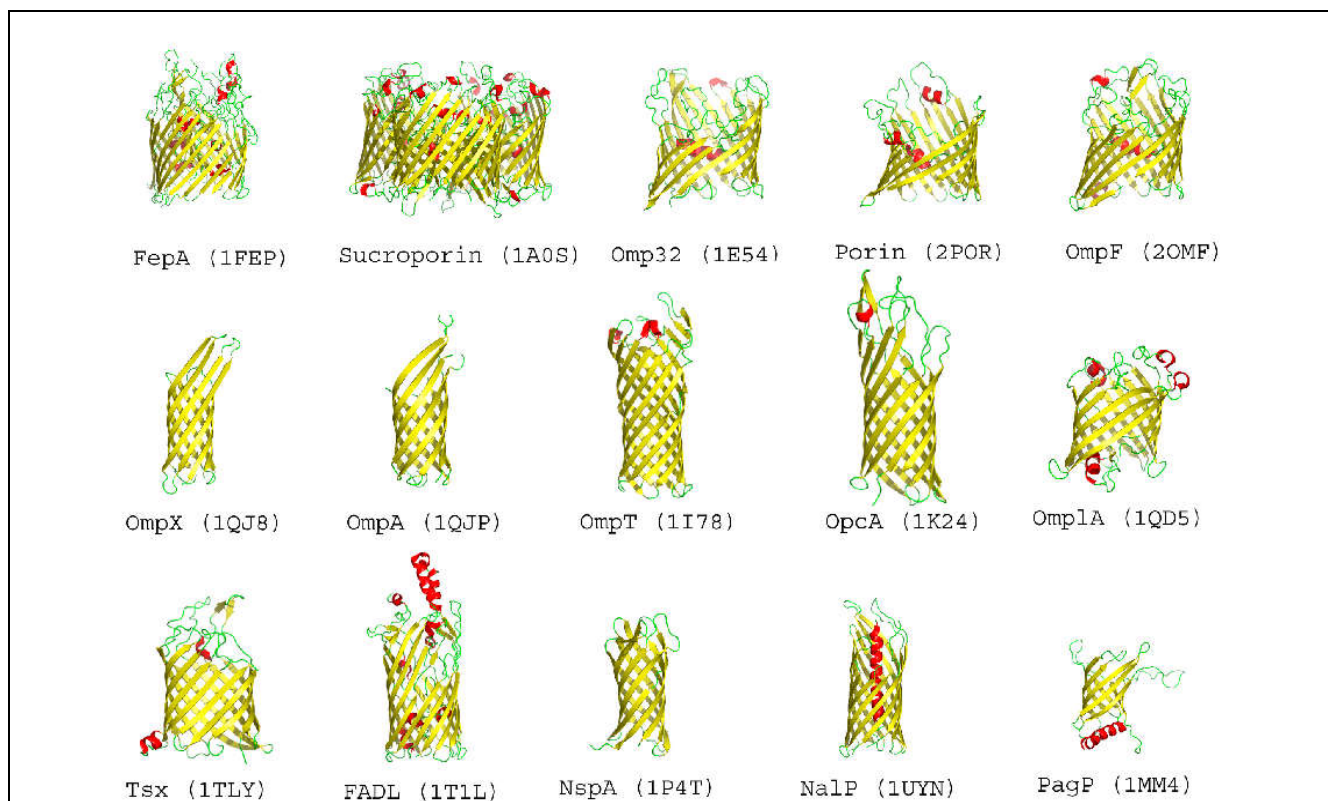 FepA (1FEP) Sucroporin (1A0S) Omp32 (1E54) Porin (2POR) OmpF (2OMF)
OmpX (1QJ8) OmpA (1QJP) OmpT (1I78) OpcA (1K24) OmplA (1QD5)
Tsx (1TLY) FADL (1T1L) NspA (1P4T) NalP (1UYN) PagP (1MM4)